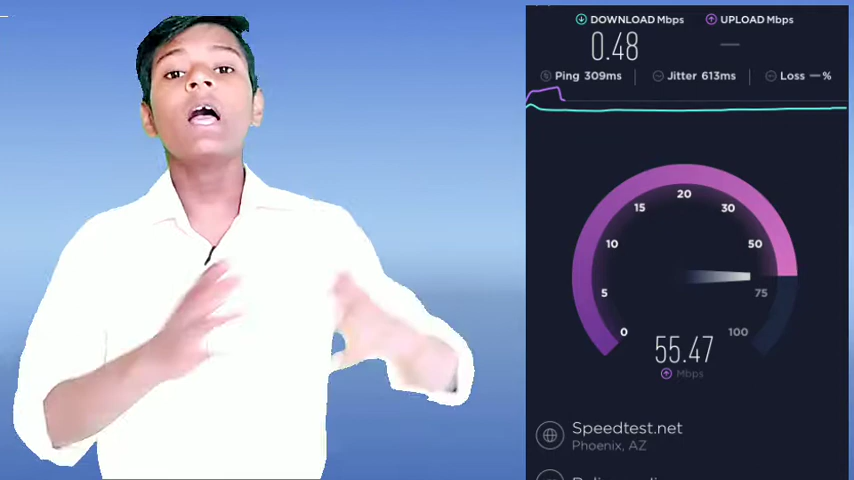 DOWNLOAD Mbps UPLOAD Mbps
0.48 —
Ping 309ms Jitter 613ms Loss —%
20
15 30
10 50
5 75
0 100
55.47
Mbps
Speedtest.net
Phoenix, AZ